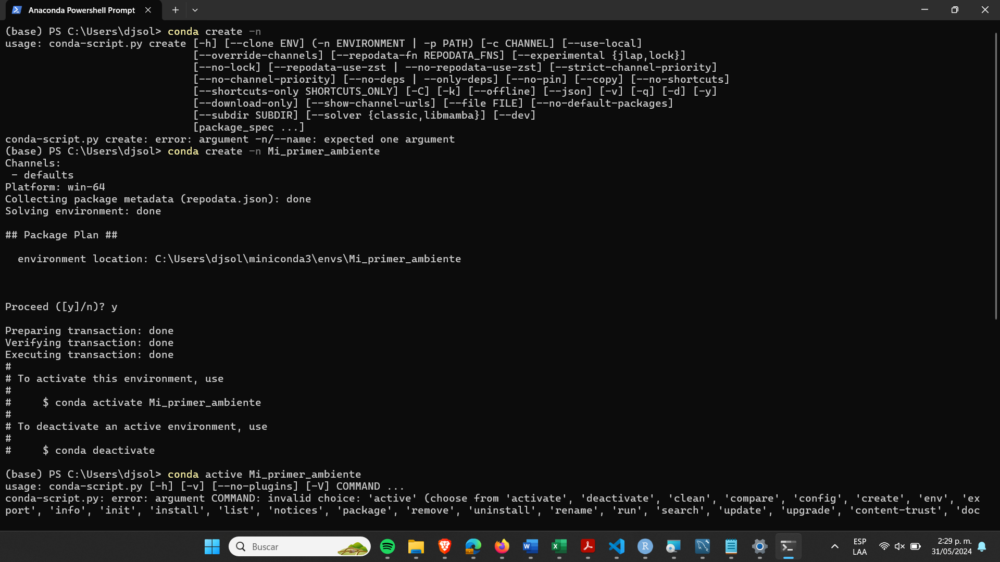 Anaconda Powershell Prompt
(base) PS C:\Users\djsol> conda create -n
usage: conda-script.py create [-h] [--clone ENV] (-n ENVIRONMENT | -p PATH) [-c CHANNEL] [--use-local]
[--override-channels] [--repodata-fn REPODATA_FNS] [--experimental {jlap,lock}]
[--no-lock] [--repodata-use-zst | --no-repodata-use-zst] [--strict-channel-priority]
[--no-channel-priority] [--no-deps | --only-deps] [--no-pin] [--copy] [--no-shortcuts]
[--shortcuts-only SHORTCUTS_ONLY] [-C] [-k] [--offline] [--json] [-v] [-q] [-d] [-y]
[--download-only] [--show-channel-urls] [--file FILE] [--no-default-packages]
[--subdir SUBDIR] [--solver {classic,libmamba}] [--dev]
[package_spec ...]
conda-script.py create: error: argument -n/--name: expected one argument
(base) PS C:\Users\djsol> conda create -n Mi_primer_ambiente
Channels:
- defaults
Platform: win-64
Collecting package metadata (repodata.json): done
Solving environment: done
## Package Plan ##
environment location: C:\Users\djsol\miniconda3\envs\Mi_primer_ambiente
Proceed ([y]/n)? y
Preparing transaction: done
Verifying transaction: done
Executing transaction: done
#
# To activate this environment, use
#
#     $ conda activate Mi_primer_ambiente
#
# To deactivate an active environment, use
#
#     $ conda deactivate
(base) PS C:\Users\djsol> conda active Mi_primer_ambiente
usage: conda-script.py [-h] [-v] [--no-plugins] [-V] COMMAND ...
conda-script.py: error: argument COMMAND: invalid choice: 'active' (choose from 'activate', 'deactivate', 'clean', 'compare', 'config', 'create', 'env', 'ex
port', 'info', 'init', 'install', 'list', 'notices', 'package', 'remove', 'uninstall', 'rename', 'run', 'search', 'update', 'upgrade', 'content-trust', 'doc
Buscar
ESP
LAA
2:29 p. m.
31/05/2024